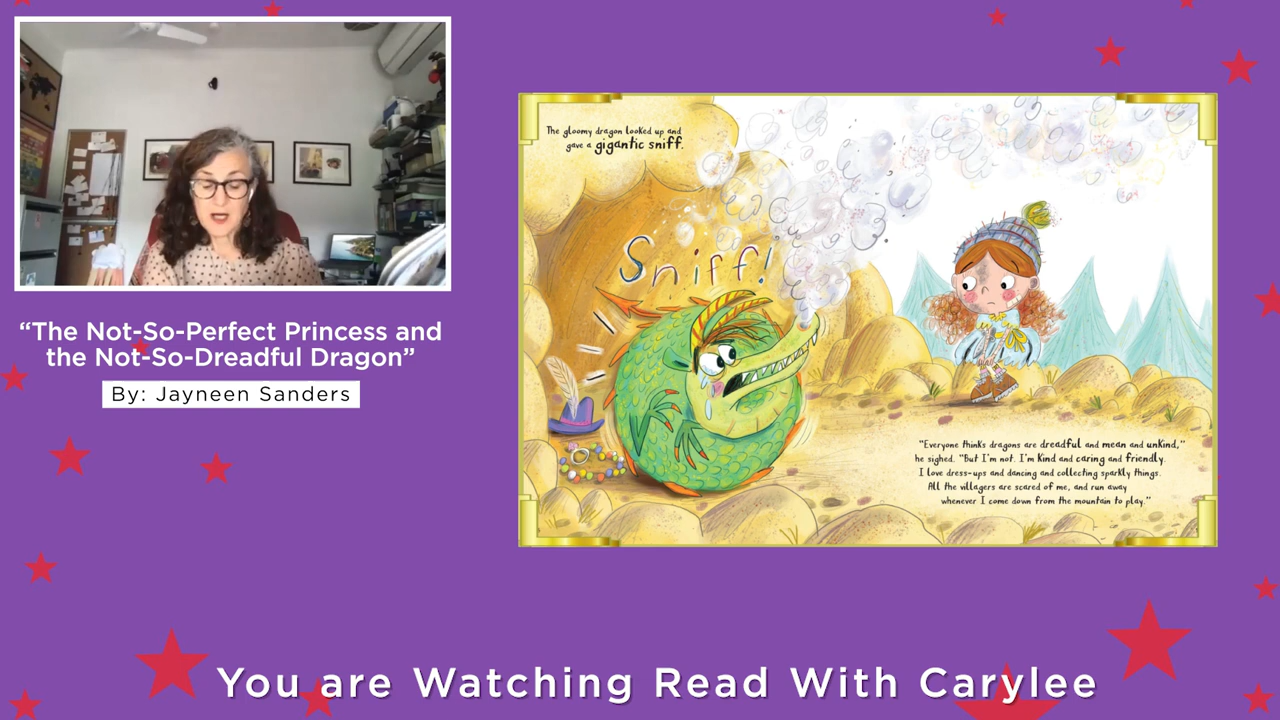 “The Not-So-Perfect Princess and
the Not-So-Dreadful Dragon”
By: Jayneen Sanders
The gloomy dragon looked up and
gave a gigantic sniff.
Sniff!
"Everyone thinks dragons are dreadful and mean and unkind,"
he sighed. "But I'm not. I'm kind and caring and friendly.
I love dress-ups and dancing and collecting sparkly things.
All the villagers are scared of me, and run away
whenever I come down from the mountain to play."
You are Watching Read With Carylee